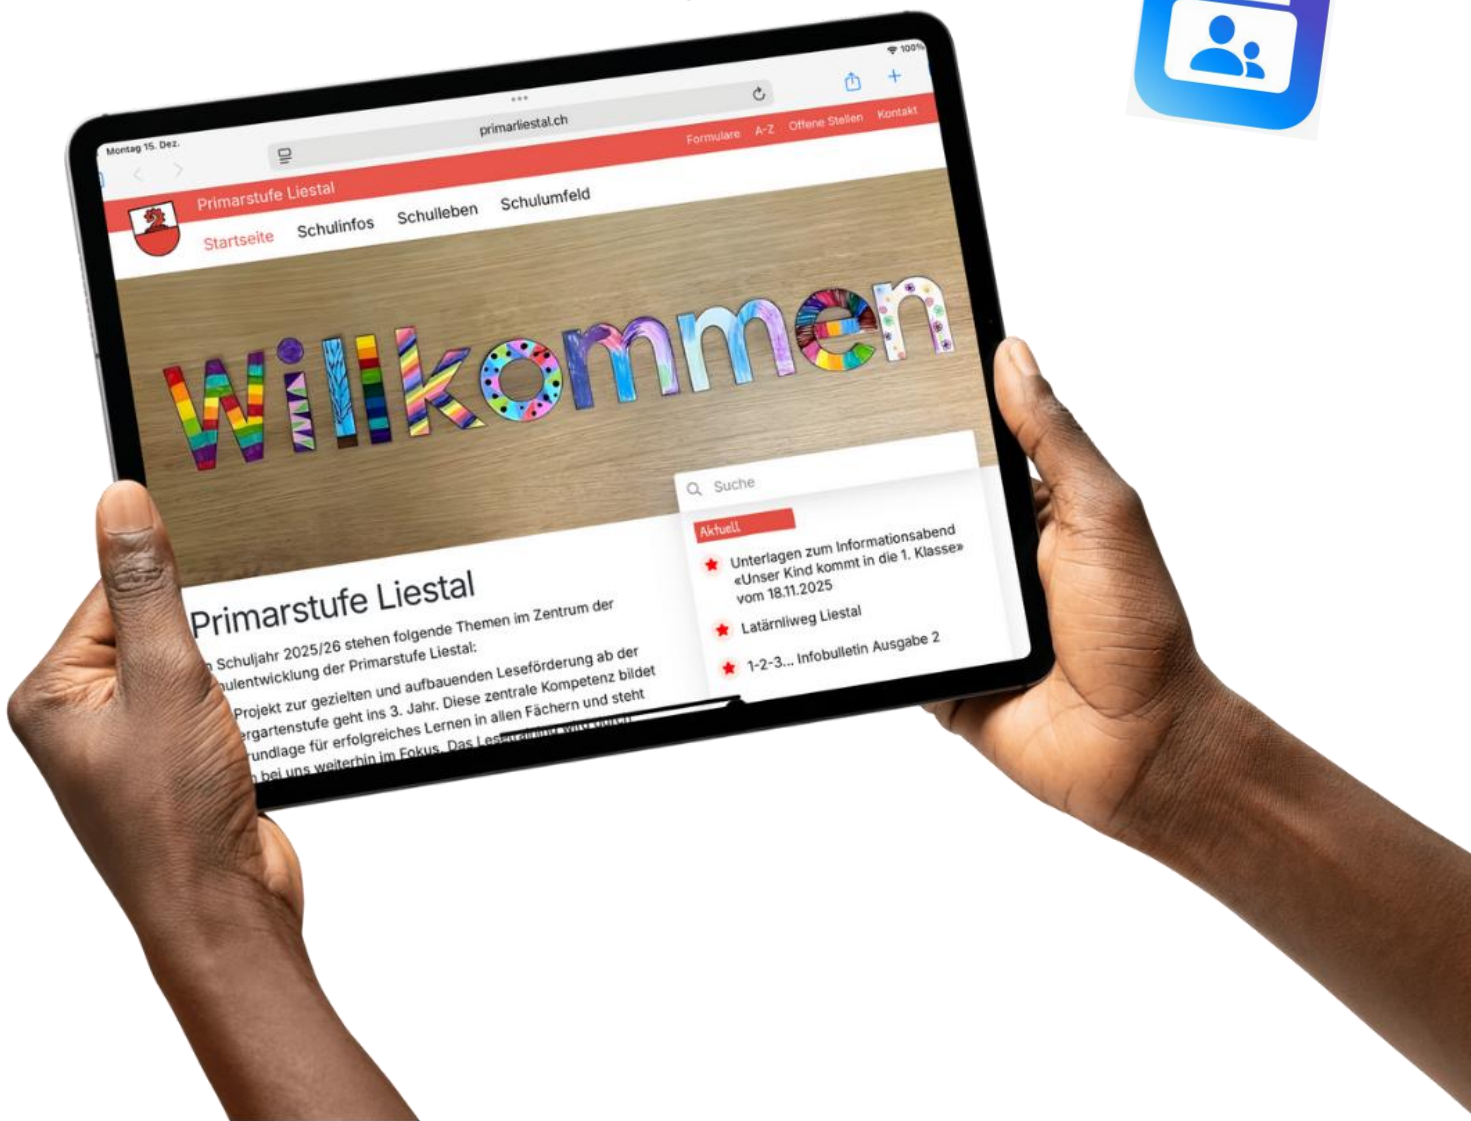 Montag 15. Dez.
100%
primarliestal.ch
Formulare A-Z Offene Stellen Kontakt
Primarstufe Liestal
Startseite Schulinfos Schulleben Schulumfeld
Willkommen
Suche
Aktuell
Unterlagen zum Informationsabend
«Unser Kind kommt in die 1. Klasse»
vom 18.11.2025
Latärnliweg Liestal
1-2-3... Infobulletin Ausgabe 2
Primarstufe Liestal
Schuljahr 2025/26 stehen folgende Themen im Zentrum der
ulentwicklung der Primarstufe Liestal:
Projekt zur gezielten und aufbauenden Leseförderung ab der
ergartenstufe geht ins 3. Jahr. Diese zentrale Kompetenz bildet
rundlage für erfolgreiches Lernen in allen Fächern und steht
bei uns weiterhin im Fokus. Das Lesetraining wird durch